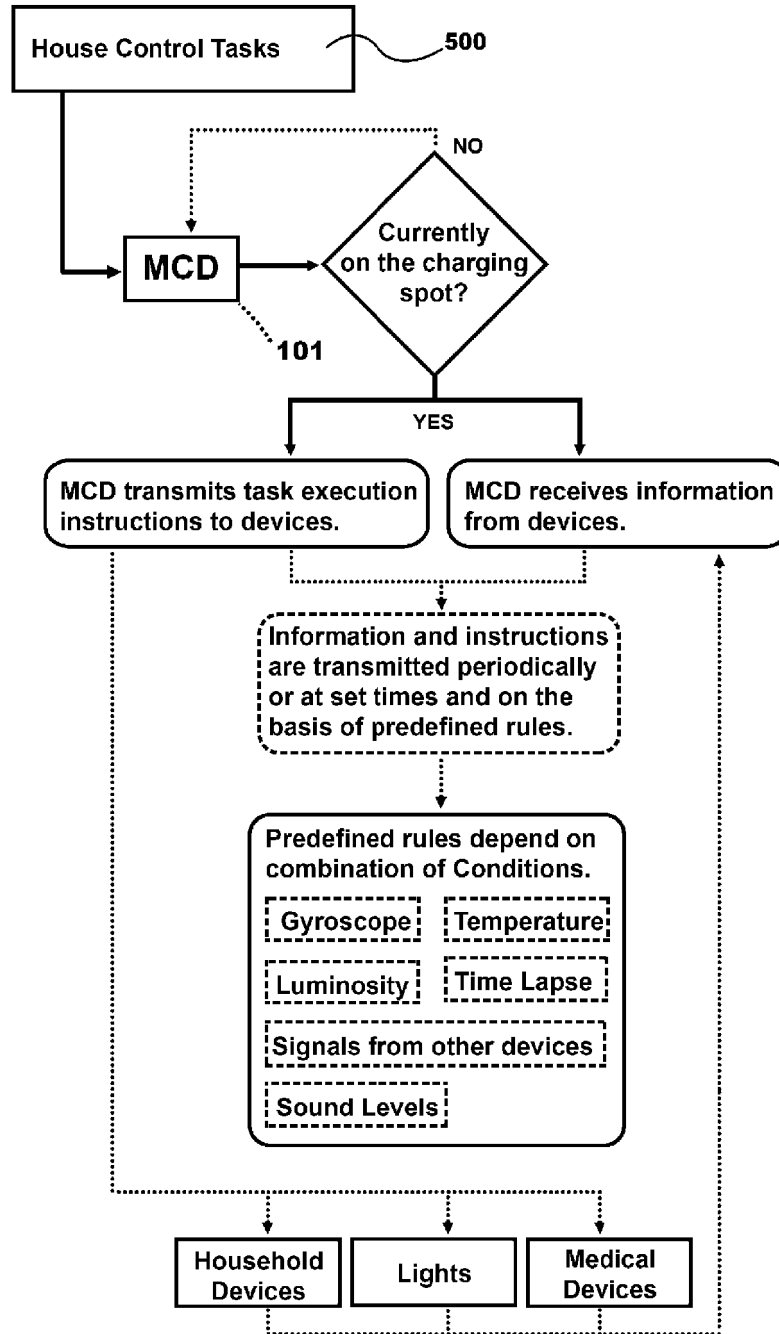 House Control Tasks
500
NO
Currently
on the charging
spot?
MCD
101
YES
MCD transmits task execution
instructions to devices.
MCD receives information
from devices.
Information and instructions
are transmitted periodically
or at set times and on the
basis of predefined rules.
Predefined rules depend on
combination of Conditions.
Gyroscope
Temperature
Luminosity
Time Lapse
Signals from other devices
Sound Levels
Household
Devices
Lights
Medical
Devices